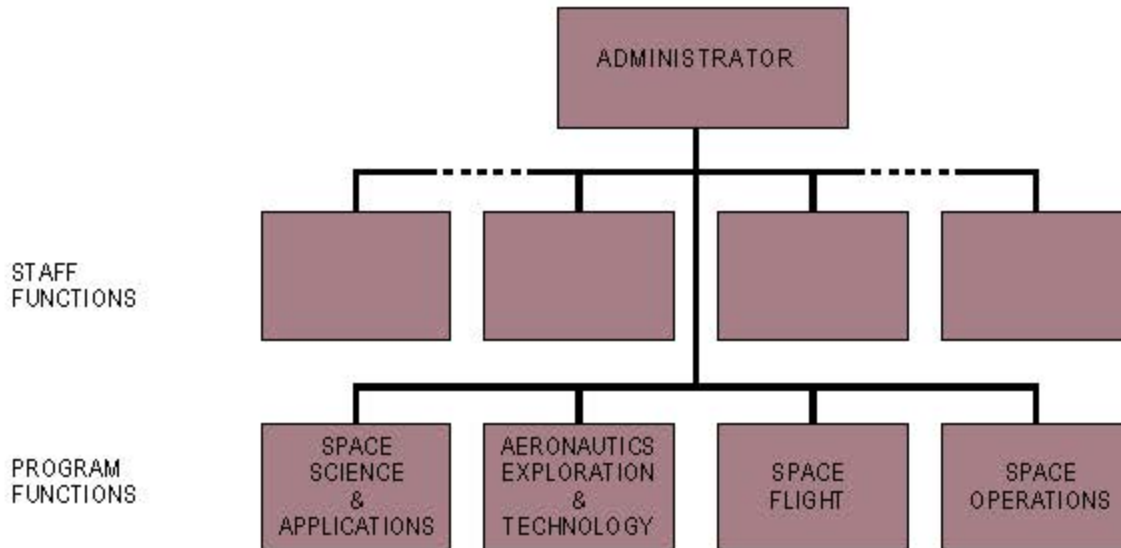 ADMINISTRATOR
STAFF
FUNCTIONS
PROGRAM
FUNCTIONS
SPACE
SCIENCE
&
APPLICATIONS
AERONAUTICS
EXPLORATION
&
TECHNOLOGY
SPACE
FLIGHT
SPACE
OPERATIONS